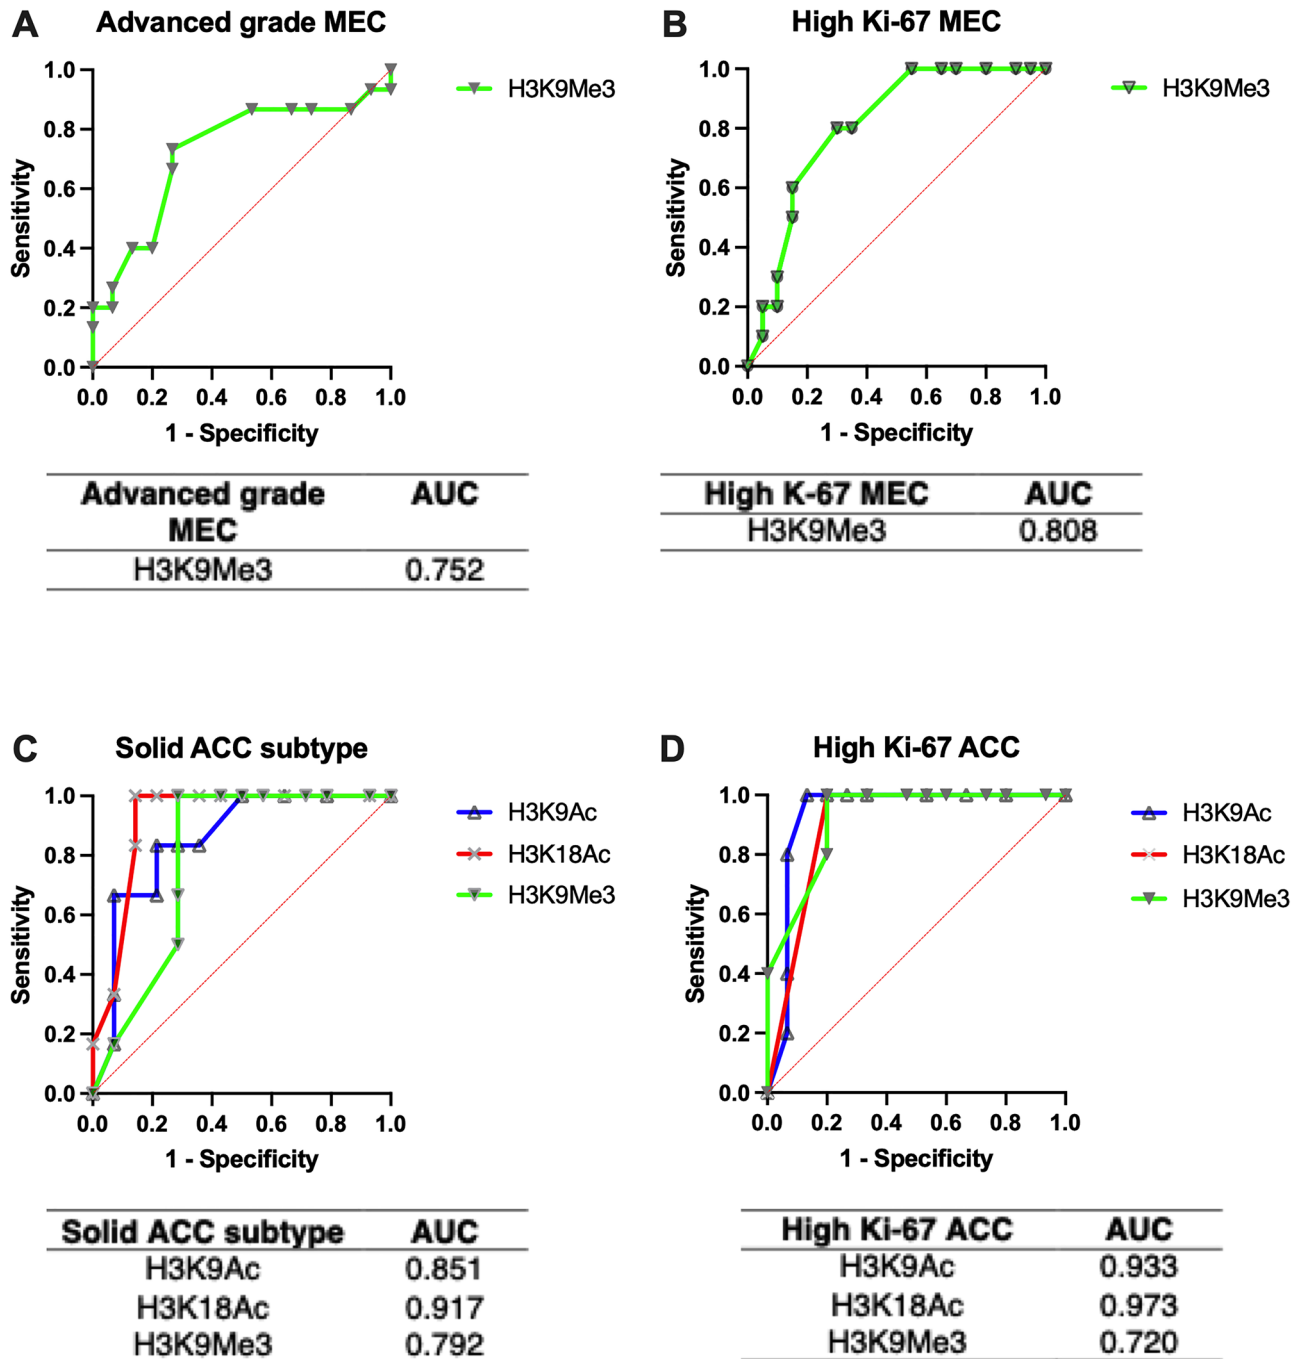 A
Advanced grade MEC
1.0
0.8
0.6
0.4
0.2
0.0
Sensitivity
0.0 0.2 0.4 0.6 0.8 1.0
1 - Specificity
H3K9Me3
Advanced grade MEC AUC
H3K9Me3 0.752
B
High Ki-67 MEC
1.0
0.8
0.6
0.4
0.2
0.0
Sensitivity
0.0 0.2 0.4 0.6 0.8 1.0
1 - Specificity
H3K9Me3
High K-67 MEC AUC
H3K9Me3 0.808
C
Solid ACC subtype
1.0
0.8
0.6
0.4
0.2
0.0
Sensitivity
0.0 0.2 0.4 0.6 0.8 1.0
1 - Specificity
H3K9Ac
H3K18Ac
H3K9Me3
Solid ACC subtype AUC
H3K9Ac 0.851
H3K18Ac 0.917
H3K9Me3 0.792
D
High Ki-67 ACC
1.0
0.8
0.6
0.4
0.2
0.0
Sensitivity
0.0 0.2 0.4 0.6 0.8 1.0
1 - Specificity
H3K9Ac
H3K18Ac
H3K9Me3
High Ki-67 ACC AUC
H3K9Ac 0.933
H3K18Ac 0.973
H3K9Me3 0.720